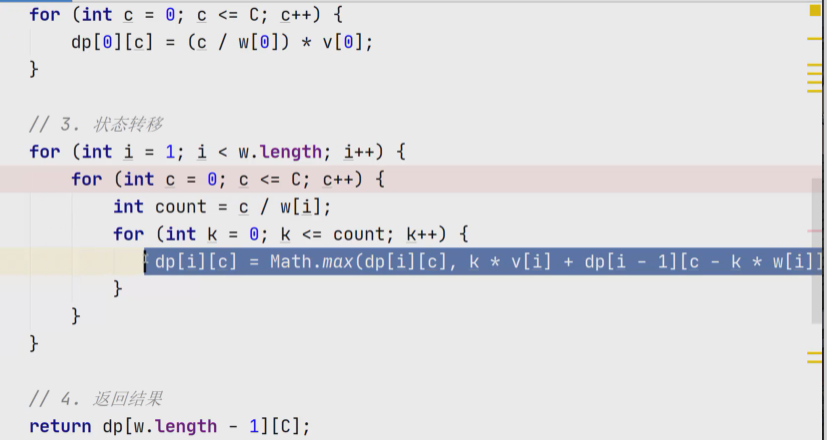 for (int c = 0; c <= C; c++) {
dp[0][c] = (c / w[0]) * v[0];
}
// 3. 状态转移
for (int i = 1; i < w.length; i++) {
for (int c = 0; c <= C; c++) {
int count = c / w[i];
for (int k = 0; k <= count; k++) {
dp[i][c] = Math.max(dp[i][c], k * v[i] + dp[i - 1][c - k * w[i]]
}
}
}
// 4. 返回结果
return dp[w.length - 1][C];